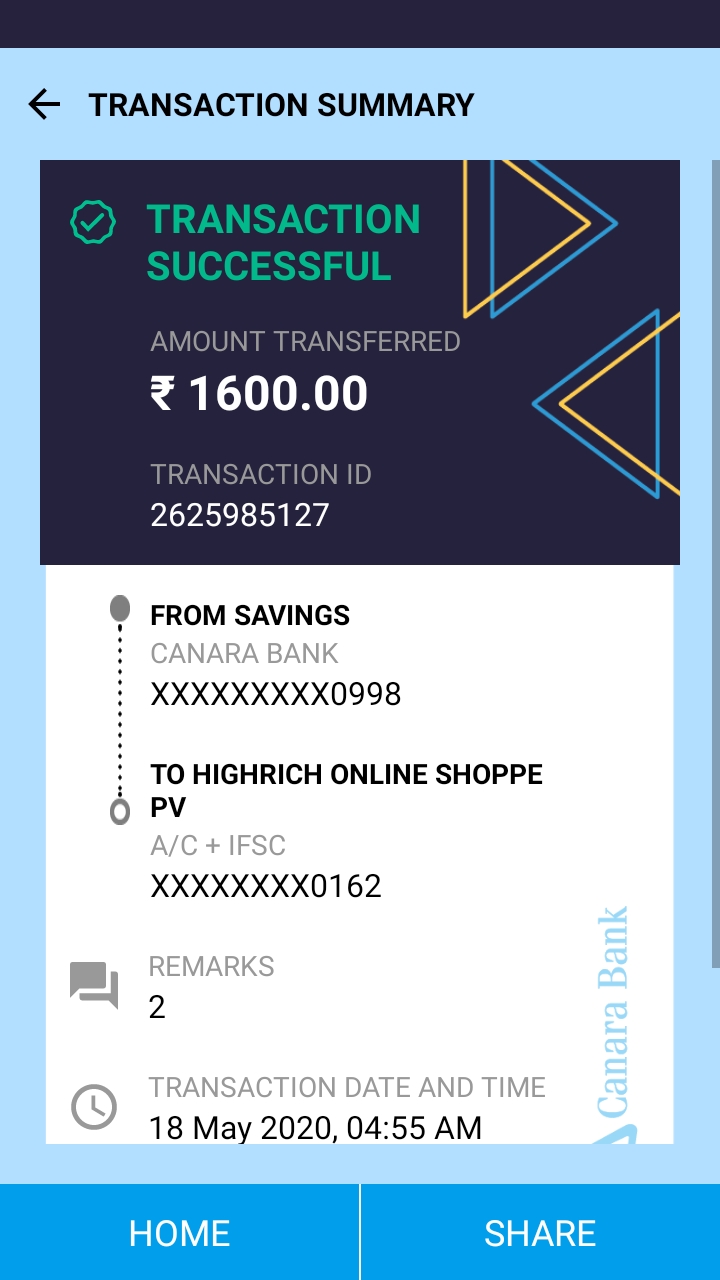 TRANSACTION SUMMARY
TRANSACTION
SUCCESSFUL
AMOUNT TRANSFERRED
₹ 1600.00
TRANSACTION ID
2625985127
FROM SAVINGS
CANARA BANK
XXXXXXXXX0998
TO HIGHRICH ONLINE SHOPPE
PV
A/C + IFSC
XXXXXXXX0162
REMARKS
2
TRANSACTION DATE AND TIME
18 May 2020, 04:55 AM
Canara Bank
HOME
SHARE